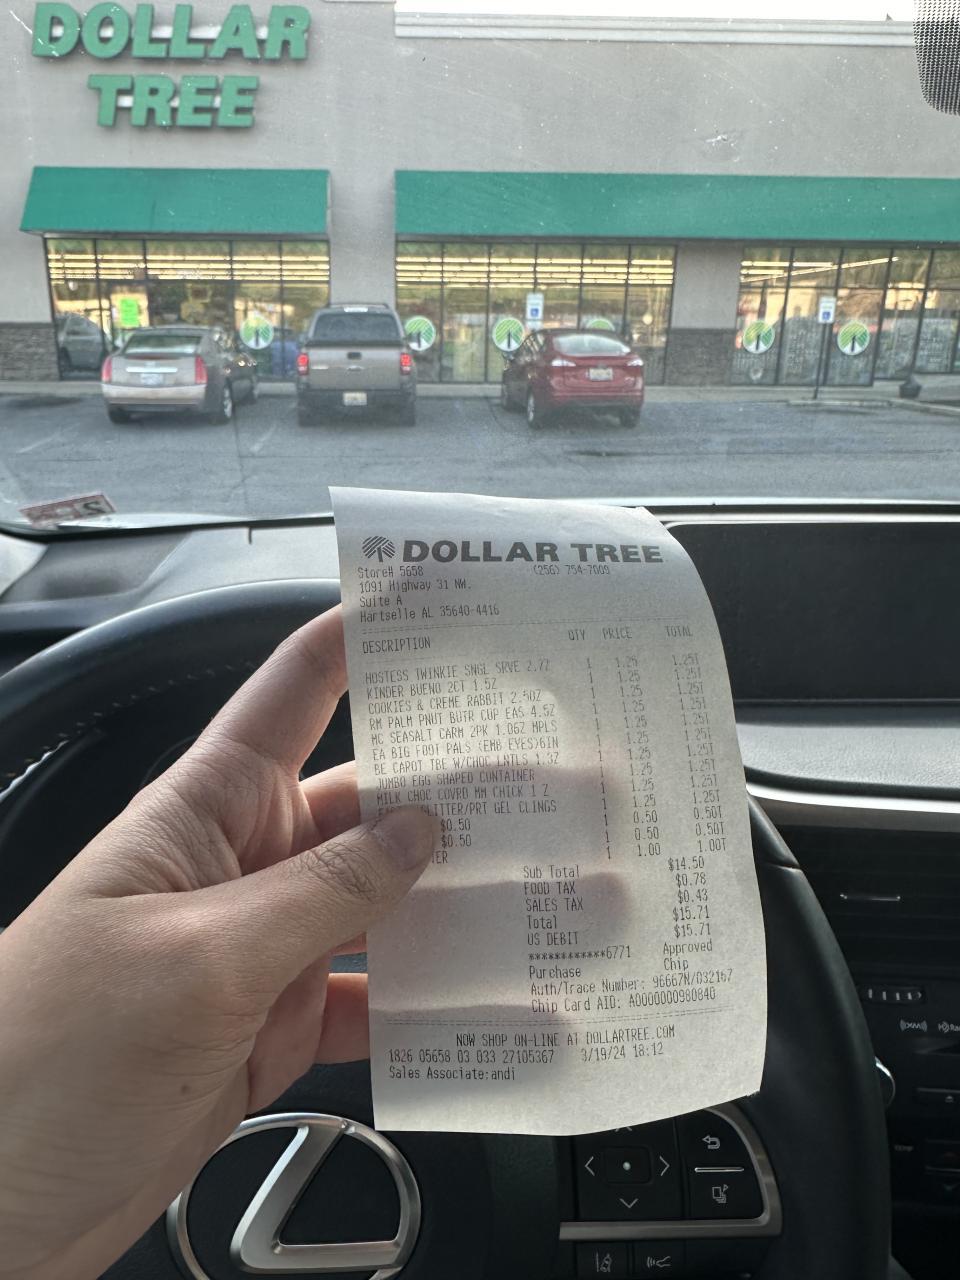 DOLLAR
TREE
DOLLAR TREE
Store# 5658 (256) 754-7009
1091 Highway 31 NW.
Suite A
Hartselle AL 35640-4416
DESCRIPTION QTY PRICE TOTAL
HOSTESS TWINKIE SNGL SRVE 2.7Z 1 1.25 1.25T
KINDER BUENO 2CT 1.5Z 1 1.25 1.25T
COOKIES & CREME RABBIT 2.5OZ 1 1.25 1.25T
RM PALM PNUT BUTR CUP EAS 4.5Z 1 1.25 1.25T
MC SEASALT CARM 2PK 1.06Z MPLS 1 1.25 1.25T
EA BIG FOOT PALS (EMB EYES)6IN 1 1.25 1.25T
BE CAROT TBE W/CHOC LNTLS 1.3Z 1 1.25 1.25T
JUMBO EGG SHAPED CONTAINER 1 1.25 1.25T
MILK CHOC COVRD MM CHICK 1 Z 1 1.25 1.25T
GLITTER/PRT GEL CLINGS 1 1.25 1.25T
$0.50 1 0.50 0.50T
$0.50 1 0.50 0.50T
TER 1 1.00 1.00T
Sub Total $14.50
FOOD TAX $0.78
SALES TAX $0.43
Total $15.71
US DEBIT $15.71
************6771 Approved
Purchase Chip
Auth/Trace Number: 96667N/032167
Chip Card AID: A0000000980840
NOW SHOP ON-LINE AT DOLLARTREE.COM
1826 05658 03 033 27105367 3/19/24 18:12
Sales Associate:andi